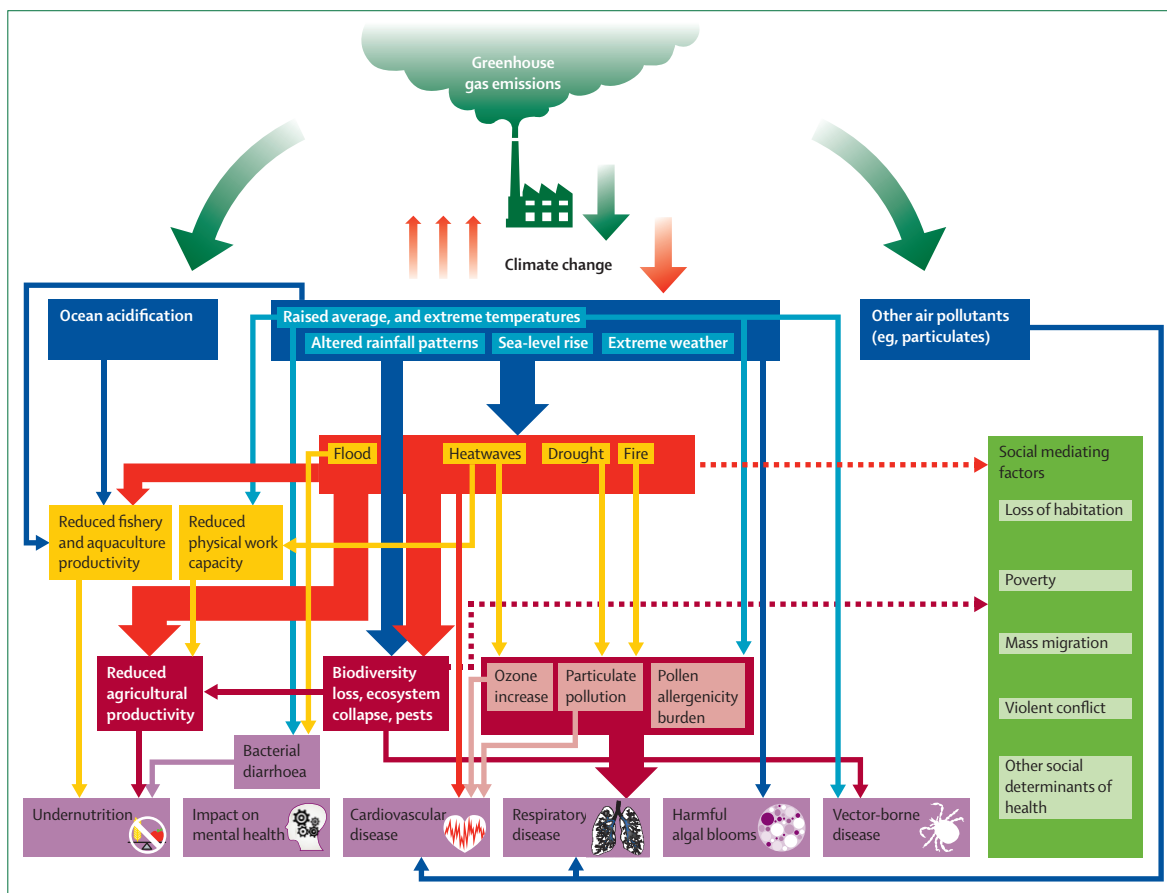 Greenhouse
gas emissions
Climate change
Ocean acidification
Raised average, and extreme temperatures
Altered rainfall patterns
Sea-level rise
Extreme weather
Other air pollutants
(eg, particulates)
Flood
Heatwaves
Drought
Fire
Social mediating
factors
Loss of habitation
Poverty
Mass migration
Violent conflict
Other social
determinants of
health
Reduced fishery
and aquaculture
productivity
Reduced
physical work
capacity
Reduced
agricultural
productivity
Biodiversity
loss, ecosystem
collapse, pests
Ozone
increase
Particulate
pollution
Pollen
allergenicity
burden
Bacterial
diarrhoea
Undernutrition
Impact on
mental health
Cardiovascular
disease
Respiratory
disease
Harmful
algal blooms
Vector-borne
disease